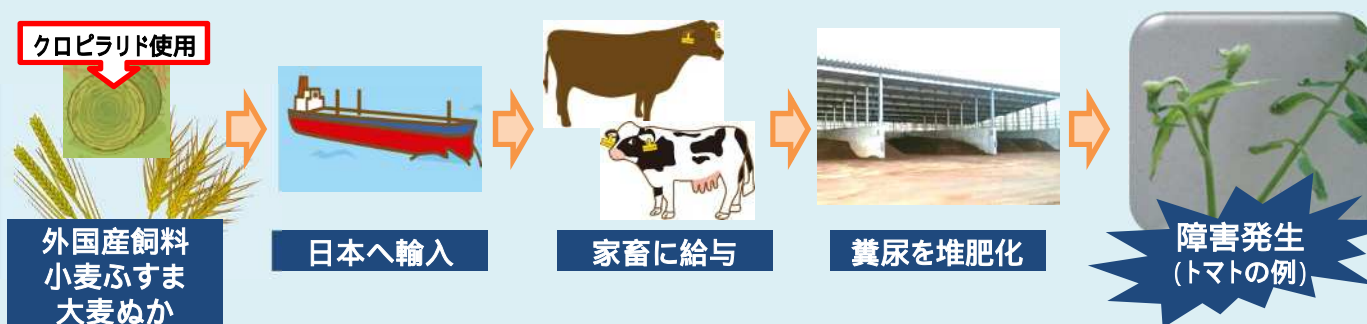 クロピラリド使用
外国産飼料
小麦ふすま
大麦ぬか
日本へ輸入
家畜に給与
糞尿を堆肥化
障害発生
(トマトの例)